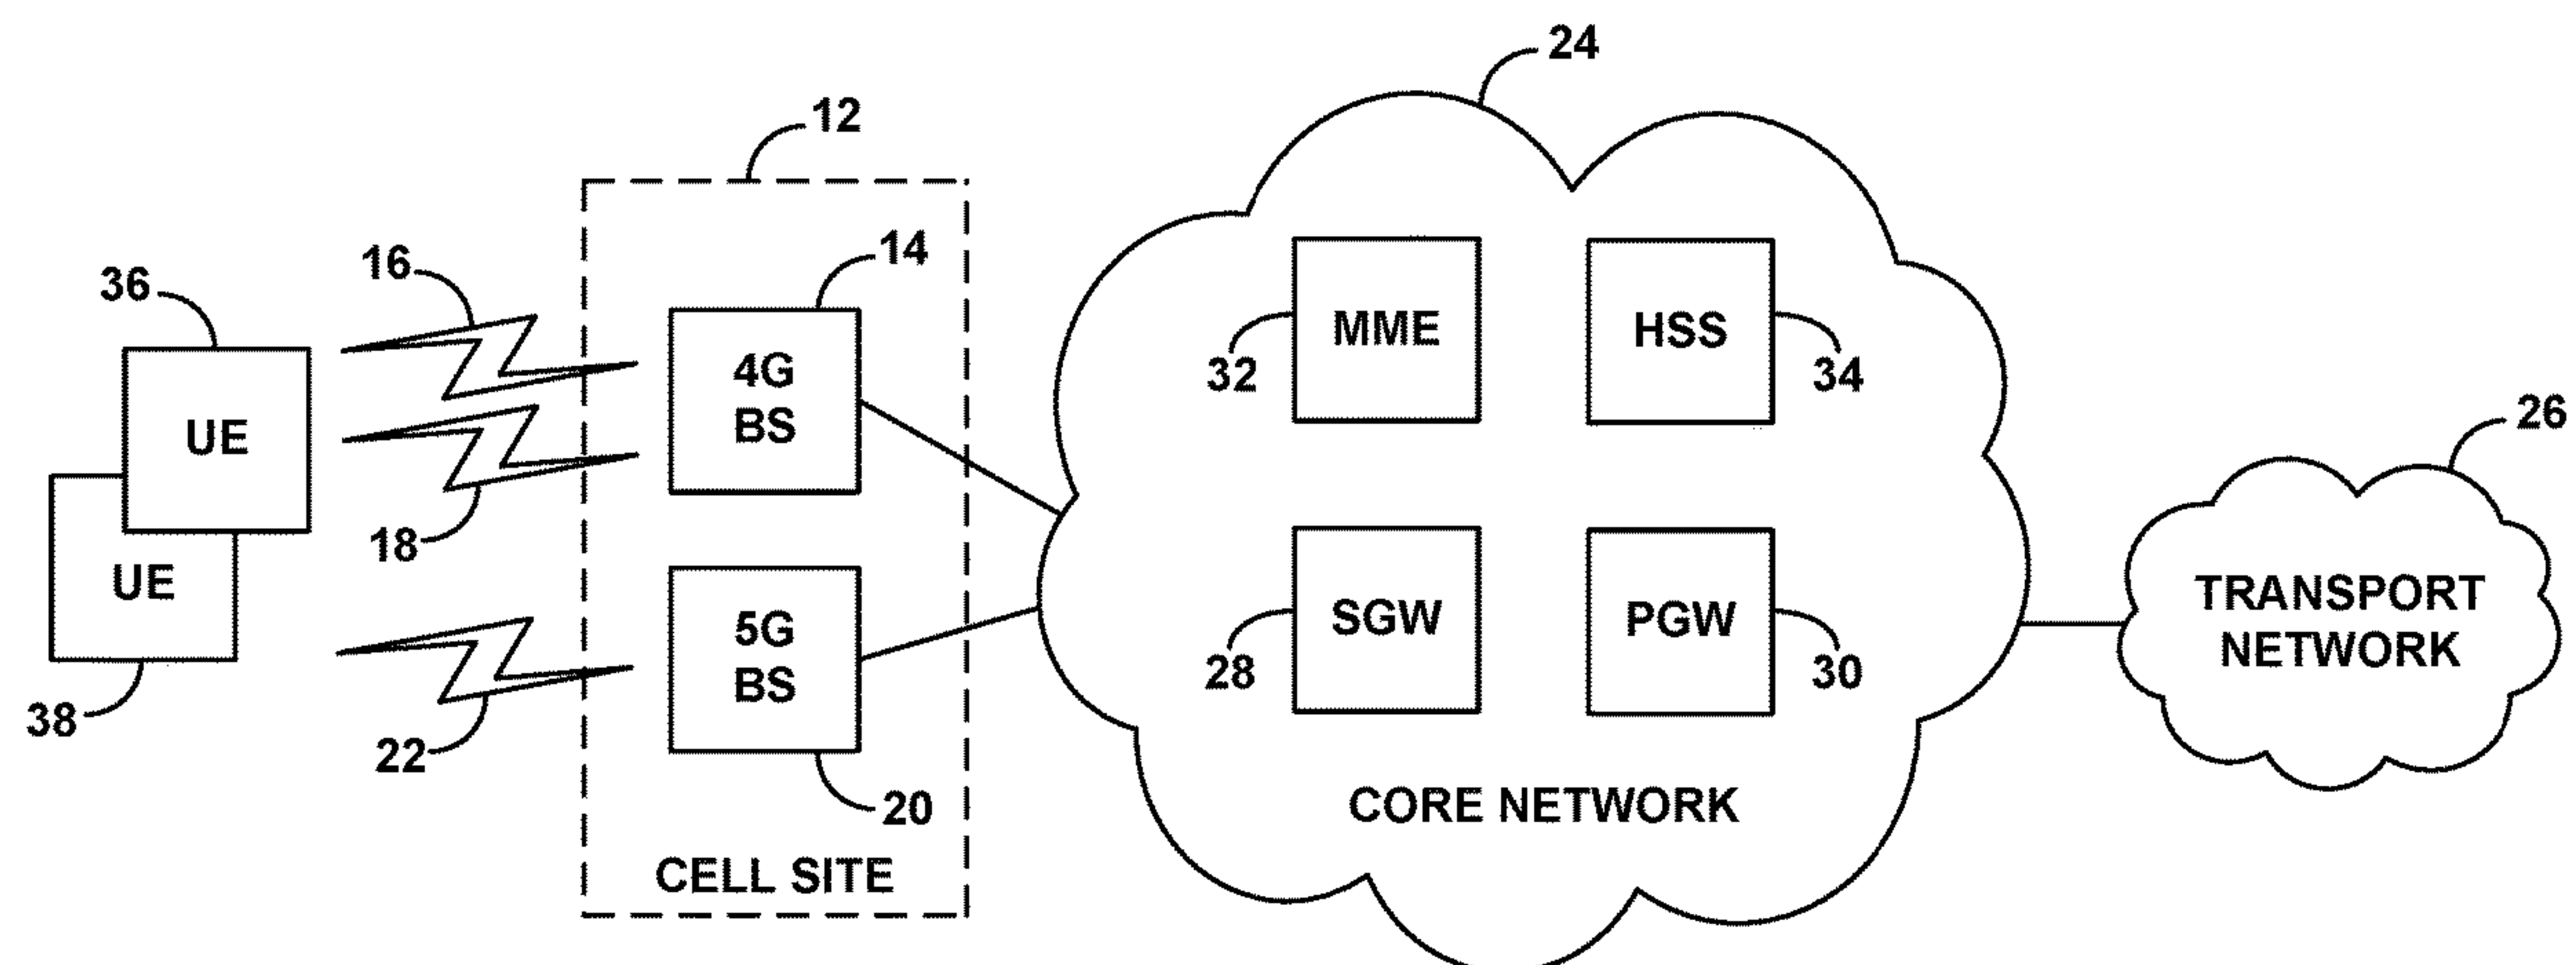 24
12
14
16
36
4G
BS
MME
HSS
32
34
26
UE
18
UE
5G
BS
SGW
PGW
28
30
TRANSPORT
NETWORK
38
22
20
CORE NETWORK
CELL SITE